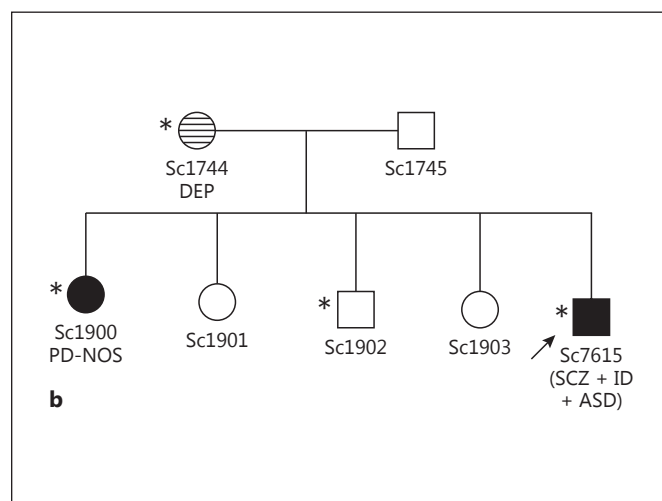 *
Sc1744
DEP
Sc1745
*
Sc1900
PD-NOS
Sc1901
*
Sc1902
Sc1903
*
Sc7615
(SCZ + ID
+ ASD)
b